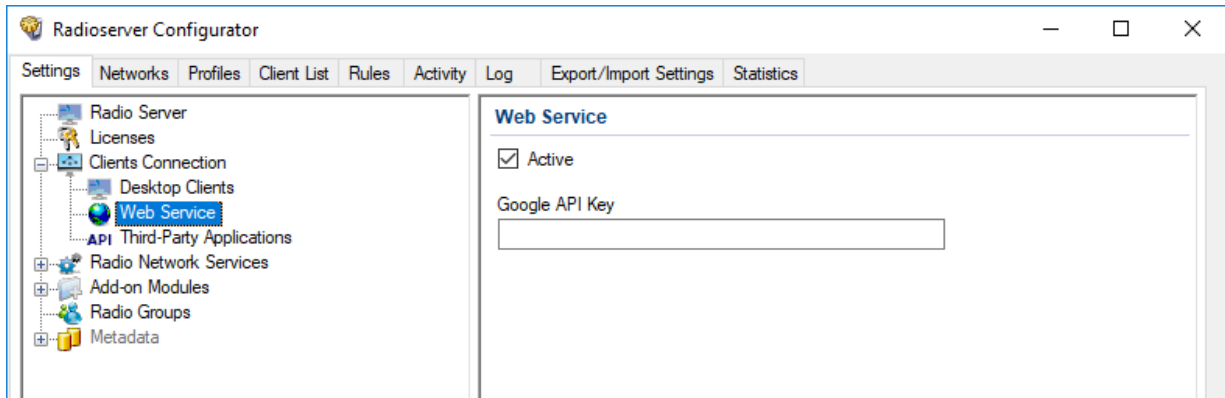 Radioserver Configurator
Settings Networks Profiles Client List Rules Activity Log Export/Import Settings Statistics
Radio Server
Licenses
Clients Connection
Desktop Clients
Web Service
API Third-Party Applications
Radio Network Services
Add-on Modules
Radio Groups
Metadata
Web Service
Active
Google API Key